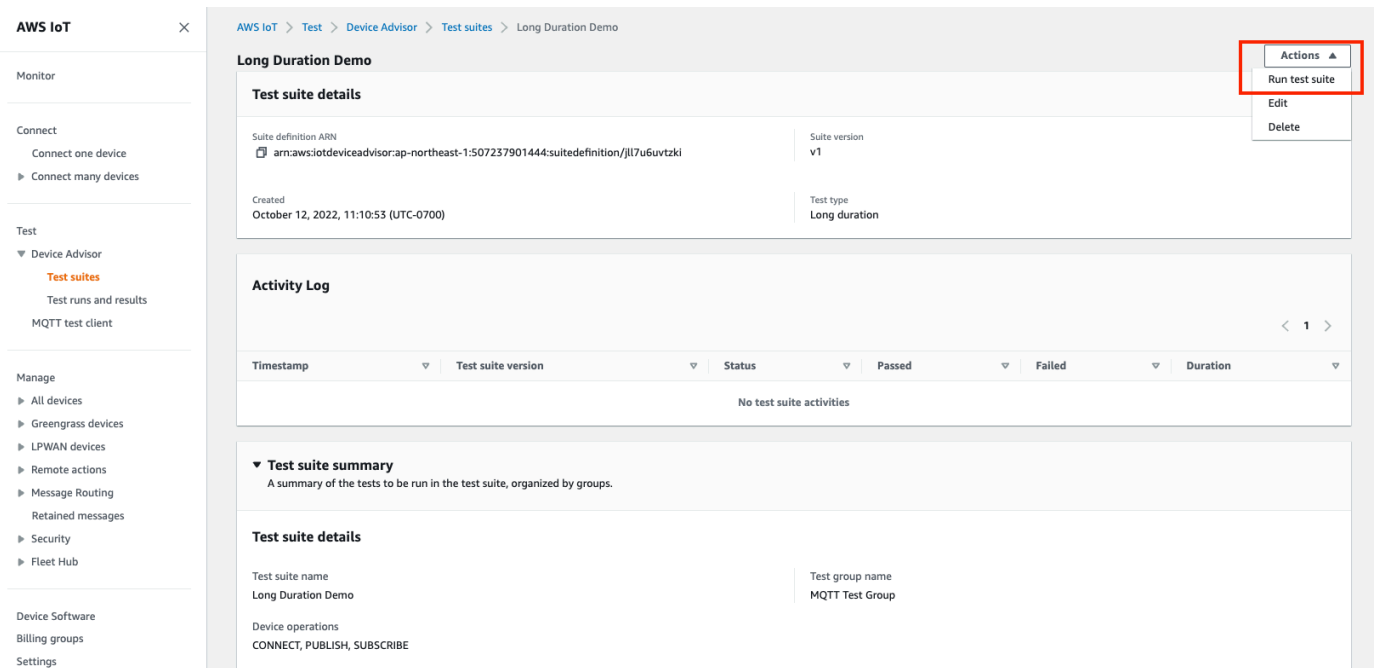 AWS IoT
Monitor
Connect
Connect one device
Connect many devices
Test
Device Advisor
Test suites
Test runs and results
MQTT test client
Manage
All devices
Greengrass devices
LPWAN devices
Remote actions
Message Routing
Retained messages
Security
Fleet Hub
Device Software
Billing groups
Settings
AWS IoT > Test > Device Advisor > Test suites > Long Duration Demo
Long Duration Demo
Actions
Run test suite
Edit
Delete
Test suite details
Suite definition ARN
arn:aws:iotdeviceadvisor:ap-northeast-1:507237901444:suitedefinition/jll7u6uvtzki
Suite version
v1
Created
October 12, 2022, 11:10:53 (UTC-0700)
Test type
Long duration
Activity Log
< 1 >
Timestamp Test suite version Status Passed Failed Duration
No test suite activities
Test suite summary
A summary of the tests to be run in the test suite, organized by groups.
Test suite details
Test suite name
Long Duration Demo
Test group name
MQTT Test Group
Device operations
CONNECT, PUBLISH, SUBSCRIBE